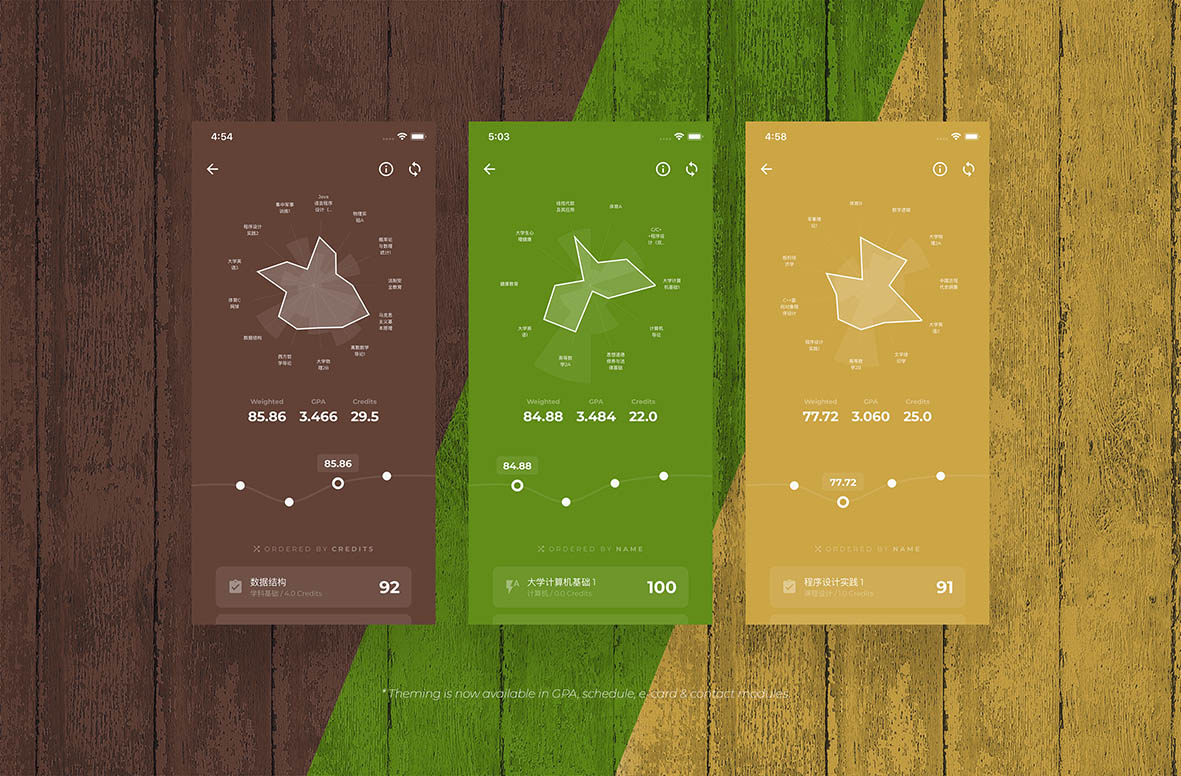 4:54
Java
语言程序
设计（...
集中军事
训练1
物理实
验A
程序设计
实践2
概率论
与数理
统计1
大学英
语3
法制安
全教育
体育C
网球
马克思
主义基
本原理
数据结构
离散数学
导论1
西方哲
学导论
大学物
理2B
Weighted GPA Credits
85.86 3.466 29.5
85.86
ORDERED BY CREDITS
数据结构
学科基础 / 4.0 Credits
92
5:03
线性代数
及其应用
体育A
大学生心
理健康
C/C+
+程序设
计（双...
健康教育
大学计算
机基础1
大学英
语1
计算机
导论
高等数
学2A
思想道德
修养与法
律基础
Weighted GPA Credits
84.88 3.484 22.0
84.88
ORDERED BY NAME
大学计算机基础 1
计算机 / 0.0 Credits
100
4:58
体育B
数字逻辑
军事理
论1
大学物
理2A
C++面
向对象程
序设计
中国近现
代史纲要
程序设计
实践1
大学英
语2
高等数
学2B
Weighted GPA Credits
77.72 3.060 25.0
77.72
ORDERED BY NAME
程序设计实践 1
课程设计 / 1.0 Credits
91
* Theming is now available in GPA, schedule, e-card & contact modules.